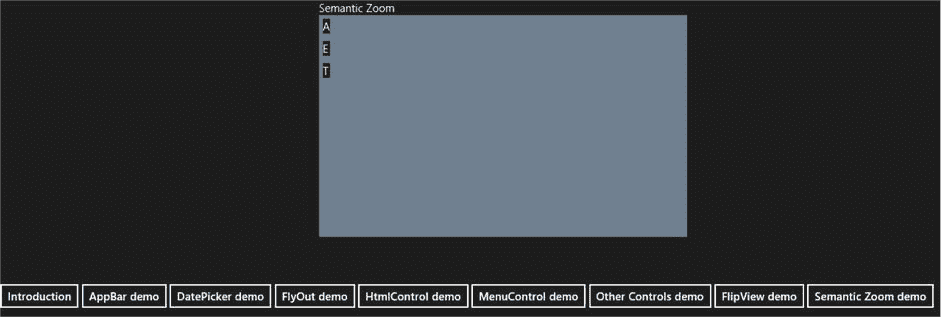 Semantic Zoom
A
E
T
Introduction AppBar demo DatePicker demo FlyOut demo HtmlControl demo MenuControl demo Other Controls demo FlipView demo Semantic Zoom demo